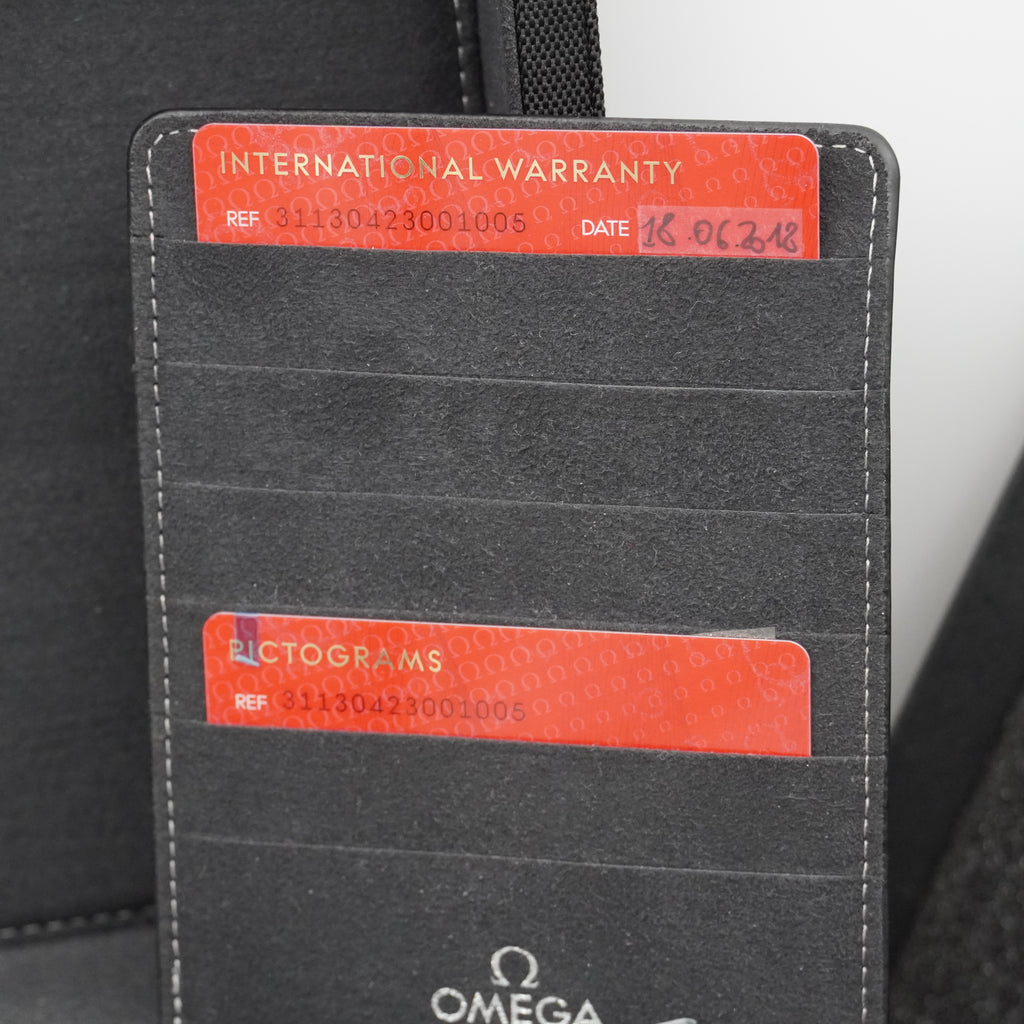 INTERNATIONAL WARRANTY
REF 31130423001005 DATE 18.06.2018
PICTOGRAMS
REF 31130423001005
Ω
OMEGA